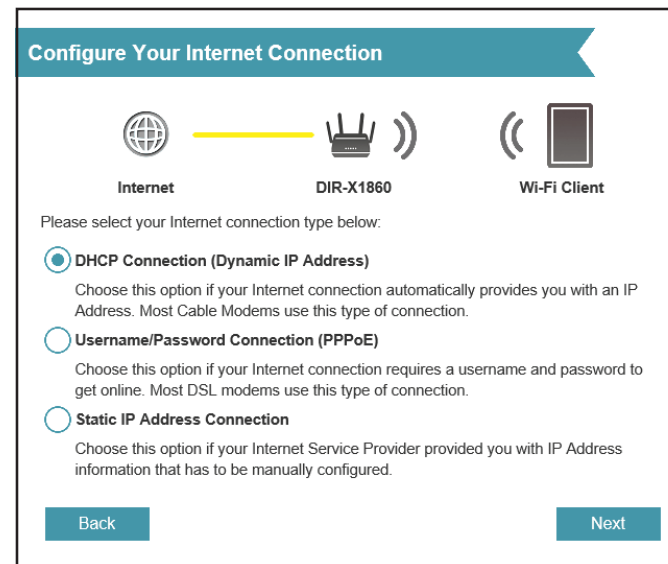 Configure Your Internet Connection
Internet
DIR-X1860
Wi-Fi Client
Please select your Internet connection type below:
DHCP Connection (Dynamic IP Address)
Choose this option if your Internet connection automatically provides you with an IP
Address. Most Cable Modems use this type of connection.
Username/Password Connection (PPPoE)
Choose this option if your Internet connection requires a username and password to
get online. Most DSL modems use this type of connection.
Static IP Address Connection
Choose this option if your Internet Service Provider provided you with IP Address
information that has to be manually configured.
Back
Next